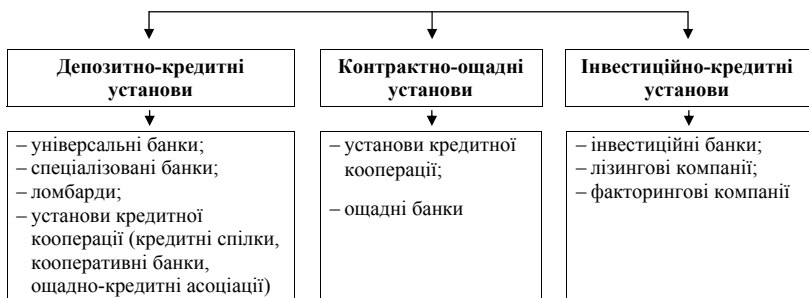 Депозитно-кредитні
установи
– універсальні банки;
– спеціалізовані банки;
– ломбарди;
– установи кредитної
кооперації (кредитні спілки,
кооперативні банки,
ощадно-кредитні асоціації)
Контрактно-ощадні
установи
– установи кредитної
кооперації;
– ощадні банки
Інвестиційно-кредитні
установи
– інвестиційні банки;
– лізингові компанії;
– факторингові компанії